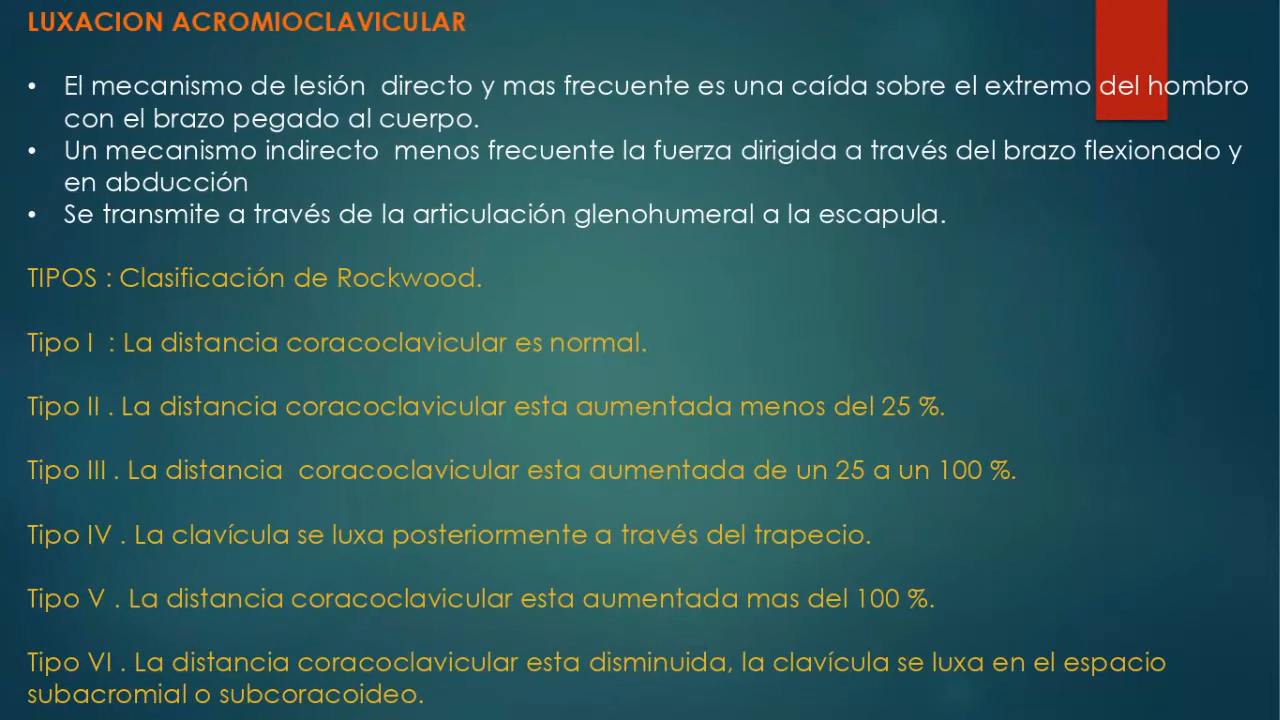 LUXACION ACROMIOCLAVICULAR
• El mecanismo de lesión  directo y mas frecuente es una caída sobre el extremo del hombro
con el brazo pegado al cuerpo.
• Un mecanismo indirecto  menos frecuente la fuerza dirigida a través del brazo flexionado y
en abducción
• Se transmite a través de la articulación glenohumeral a la escapula.
TIPOS : Clasificación de Rockwood.
Tipo I  : La distancia coracoclavicular es normal.
Tipo II . La distancia coracoclavicular esta aumentada menos del 25 %.
Tipo III . La distancia  coracoclavicular esta aumentada de un 25 a un 100 %.
Tipo IV . La clavícula se luxa posteriormente a través del trapecio.
Tipo V . La distancia coracoclavicular esta aumentada mas del 100 %.
Tipo VI . La distancia coracoclavicular esta disminuida, la clavícula se luxa en el espacio
subacromial o subcoracoideo.